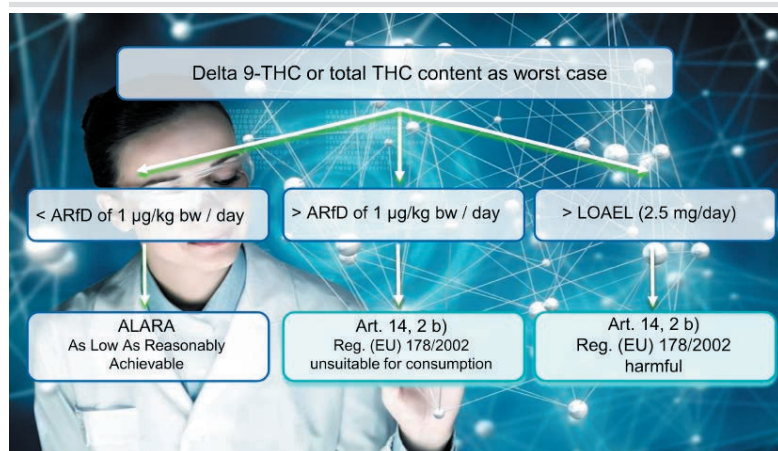 Delta 9-THC or total THC content as worst case
< ARfD of 1 µg/kg bw / day
> ARfD of 1 µg/kg bw / day
> LOAEL (2.5 mg/day)
ALARA
As Low As Reasonably
Achievable
Art. 14, 2 b)
Reg. (EU) 178/2002
unsuitable for consumption
Art. 14, 2 b)
Reg. (EU) 178/2002
harmful